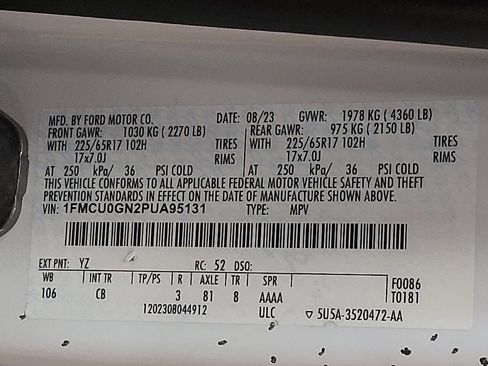 MFD. BY FORD MOTOR CO. DATE: 08/23 GVWR: 1978 KG (4360 LB)
FRONT GAWR: 1030 KG (2270 LB) REAR GAWR: 975 KG (2150 LB)
WITH 225/65R17 102H TIRES WITH 225/65R17 102H TIRES
17x7.0J RIMS 17x7.0J RIMS
AT 250 kPa/ 36 PSI COLD AT 250 kPa/ 36 PSI COLD
THIS VEHICLE CONFORMS TO ALL APPLICABLE FEDERAL MOTOR VEHICLE SAFETY AND THEFT
PREVENTION STANDARDS IN EFFECT ON THE DATE OF MANUFACTURE SHOWN ABOVE.
VIN: 1FMCU0GN2PUA95131 TYPE: MPV
EXT PNT: YZ RC: 52 DSO:
WB INT TR TP/PS R AXLE TR SPR F0086
106 CB 3 81 8 AAAA T0181
1202308044912 ULC ▽ 5U5A-3520472-AA